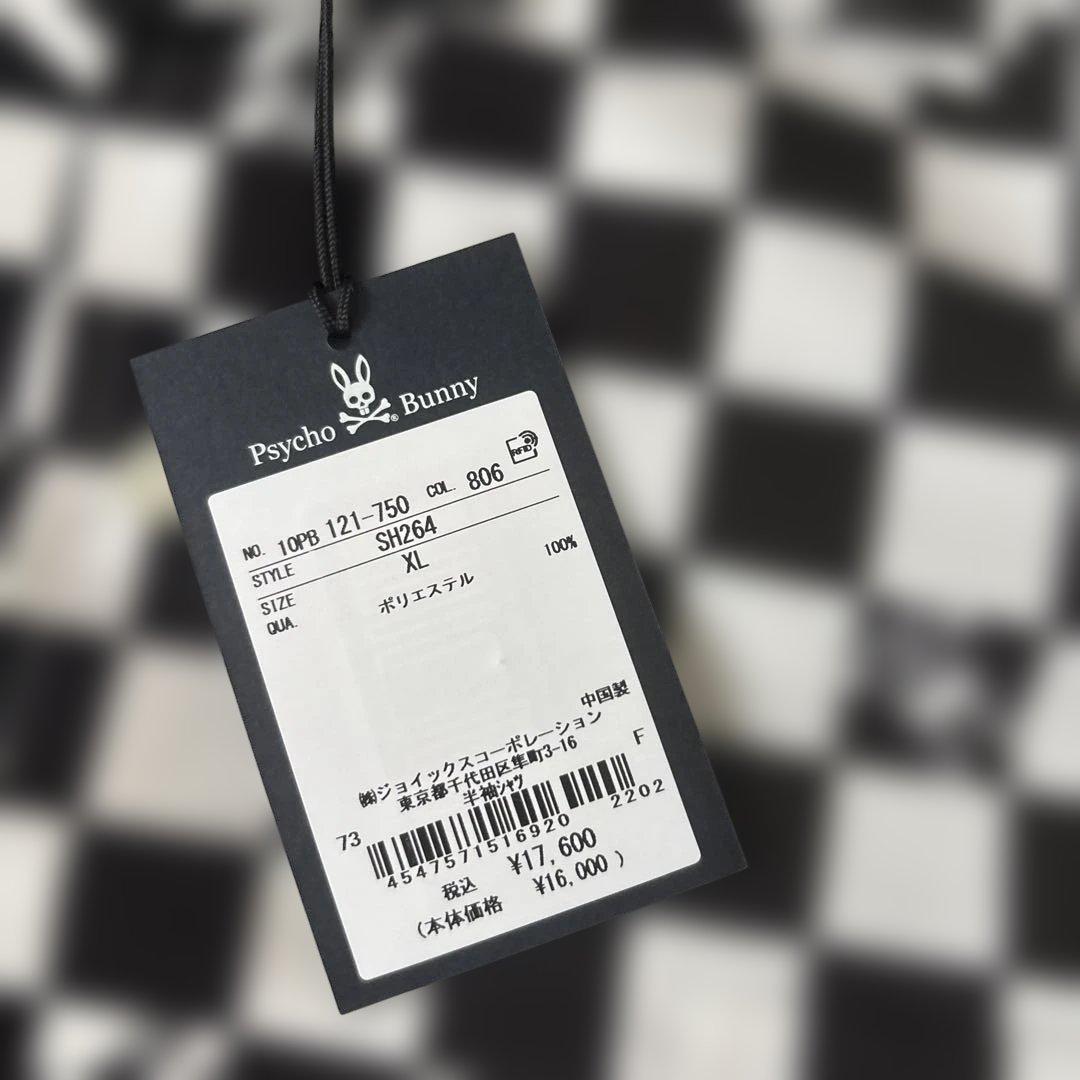 Psycho Bunny®
RFID
NO. 10PB 121-750 COL. 806
STYLE SH264
SIZE XL
QUA. ポリエステル 100%
中国製
㈱ジョイックスコーポレーション
東京都千代田区隼町3-16 F
半袖シャツ
73
4547571516920 2202
税込 ¥17,600
(本体価格 ¥16,000 )